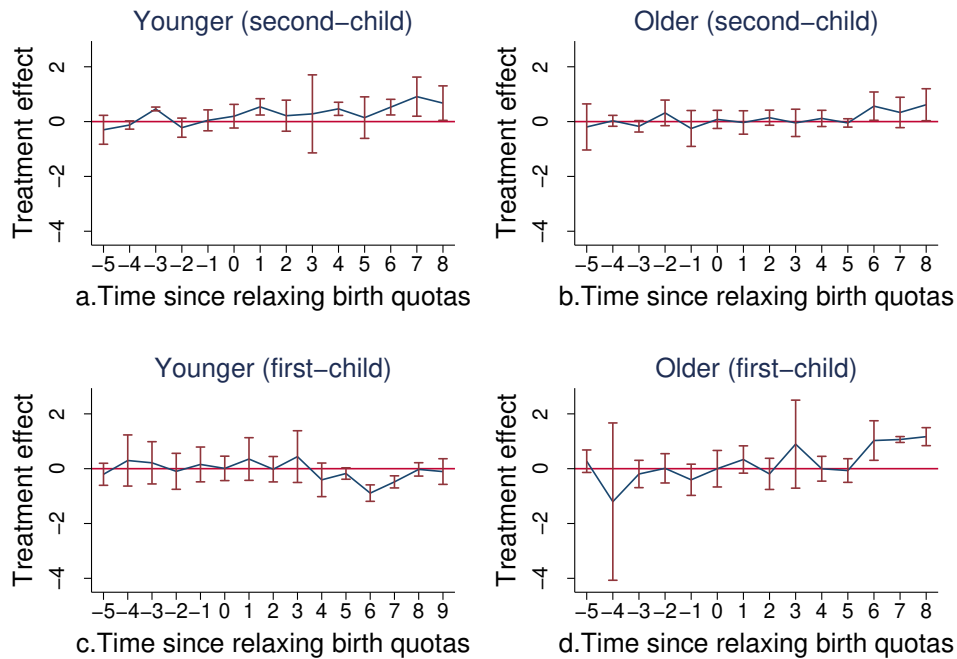 Younger (second−child)
Older (second−child)
Treatment effect
2
0
−2
−4
−5 −4 −3 −2 −1 0 1 2 3 4 5 6 7 8
a.Time since relaxing birth quotas
Treatment effect
2
0
−2
−4
−5 −4 −3 −2 −1 0 1 2 3 4 5 6 7 8
b.Time since relaxing birth quotas
Younger (first−child)
Older (first−child)
Treatment effect
2
0
−2
−4
−5 −4 −3 −2 −1 0 1 2 3 4 5 6 7 8 9
c.Time since relaxing birth quotas
Treatment effect
2
0
−2
−4
−5 −4 −3 −2 −1 0 1 2 3 4 5 6 7 8
d.Time since relaxing birth quotas